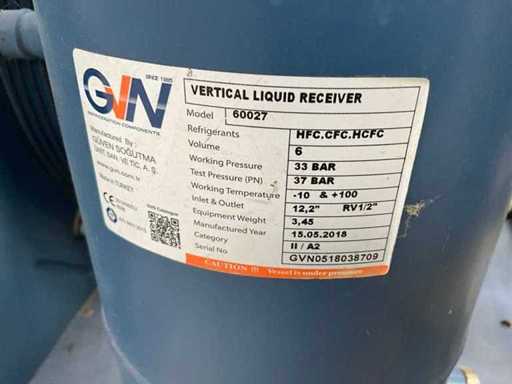 SINCE 1985
GVN
REFRIGERATION COMPONENTS
Manufactured By :
GÜVEN SOĞUTMA
VERTICAL LIQUID RECEIVER
Model 60027
Refrigerants HFC.CFC.HCFC
Volume 6
Working Pressure 33 BAR
Test Pressure (PN) 37 BAR
Working Temperature -10 & +100
Inlet & Outlet 12,2" RV1/2"
Equipment Weight 3,45
Manufactured Year 15.05.2018
Category II / A2
Serial No GVN0518038709
CAUTION !!! Vessel is under pressure